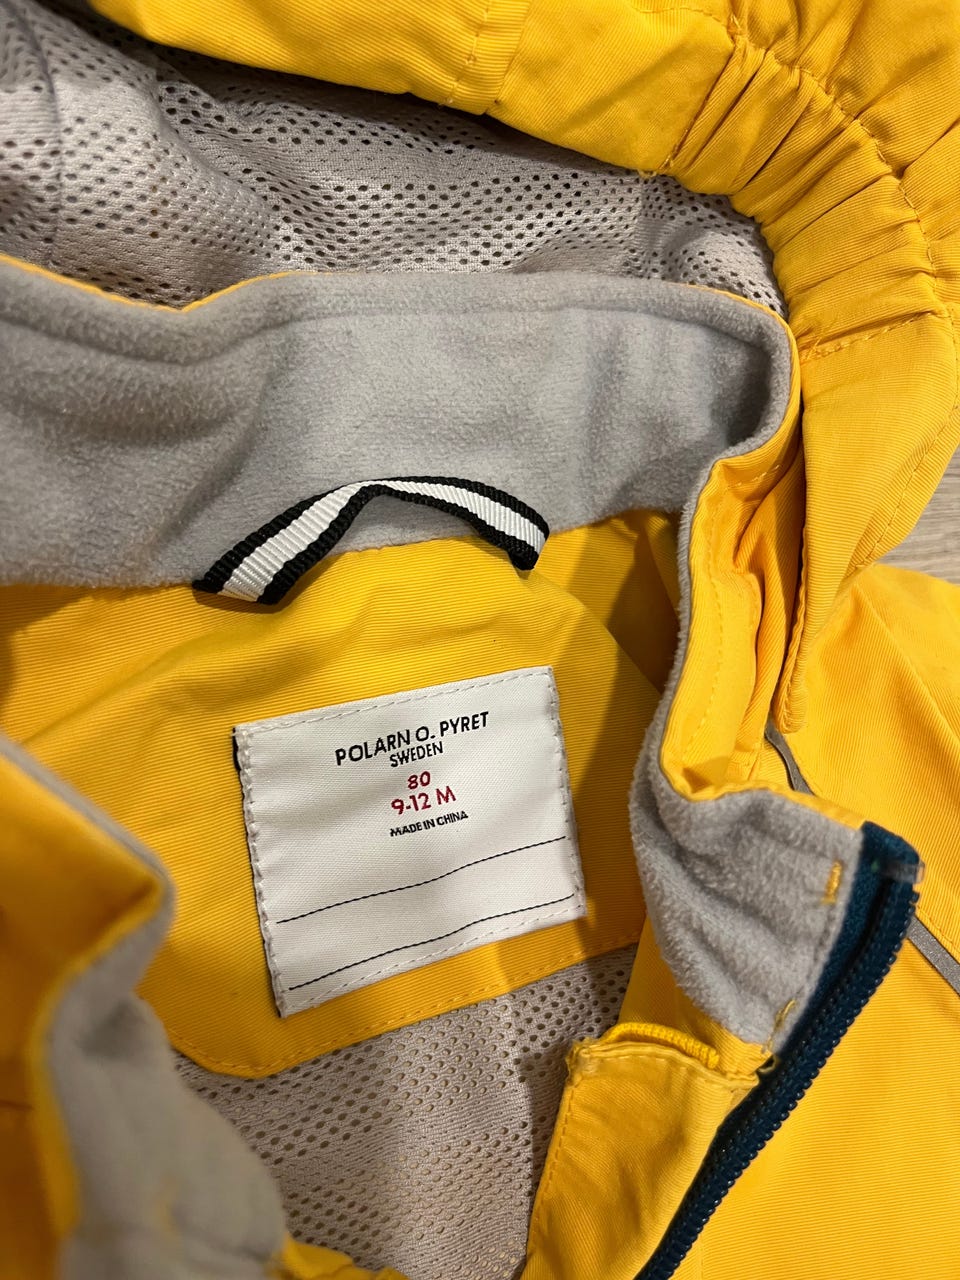 POLARN O. PYRET
SWEDEN
80
9-12 M
MADE IN CHINA